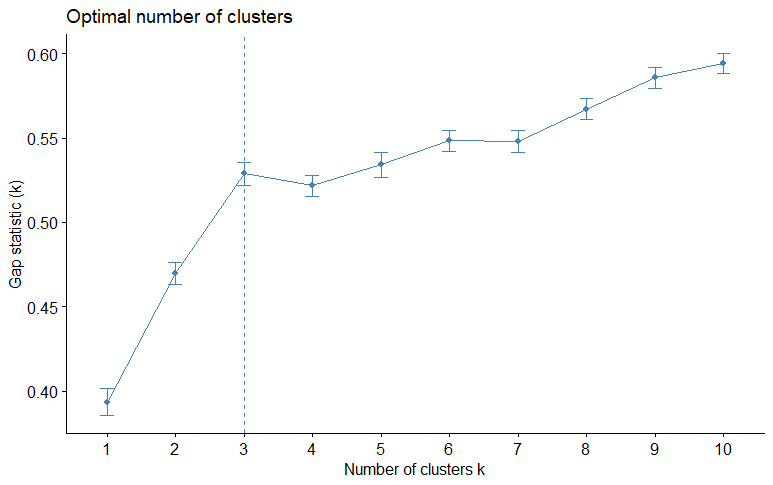 Optimal number of clusters
0.60
0.55
0.50
0.45
0.40
Gap statistic (k)
1 2 3 4 5 6 7 8 9 10
Number of clusters k